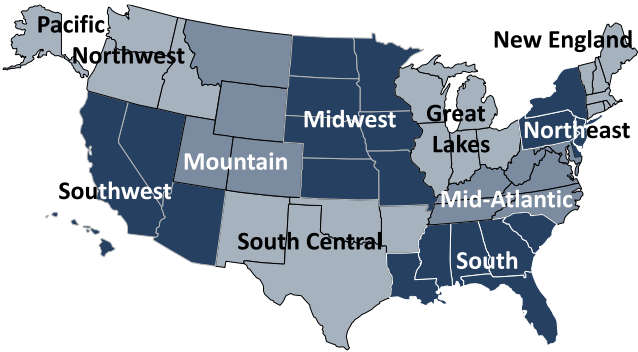 Pacific
Northwest
New England
Midwest
Great
Lakes
Northeast
Mountain
Southwest
Mid-Atlantic
South Central
South